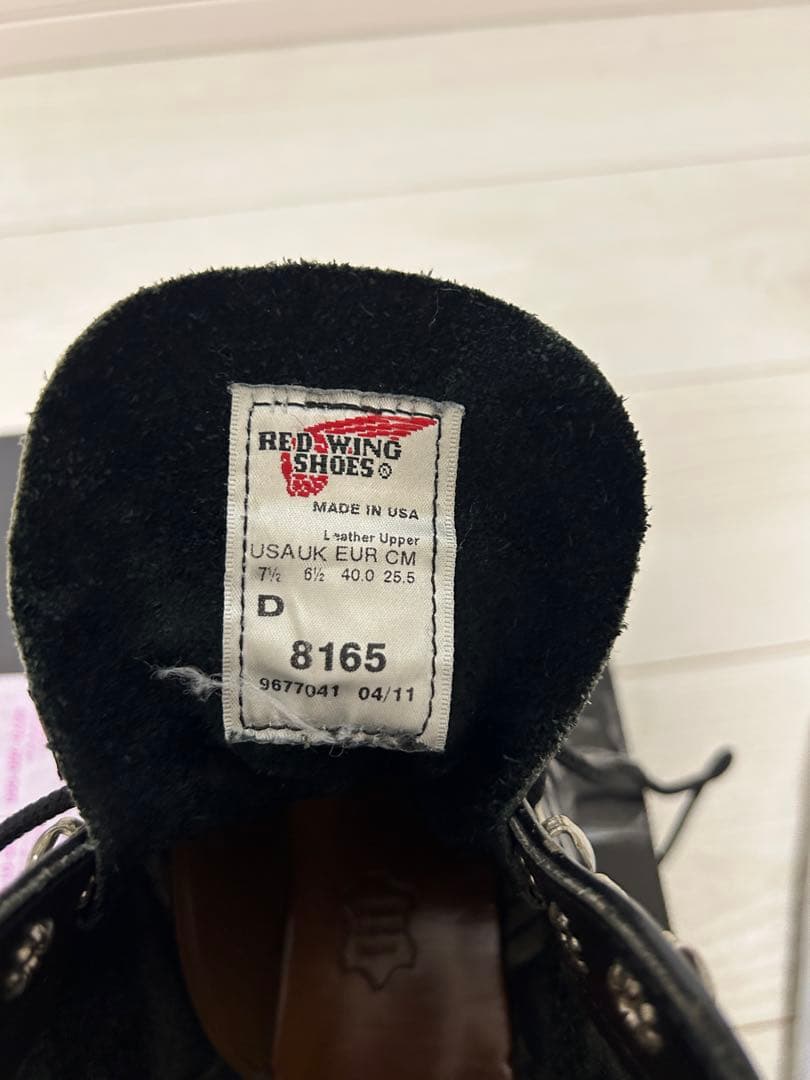 RED WING
SHOES®
MADE IN USA
Leather Upper
USA UK EUR CM
7½ 6½ 40.0 25.5
D
8165
9677041 04/11